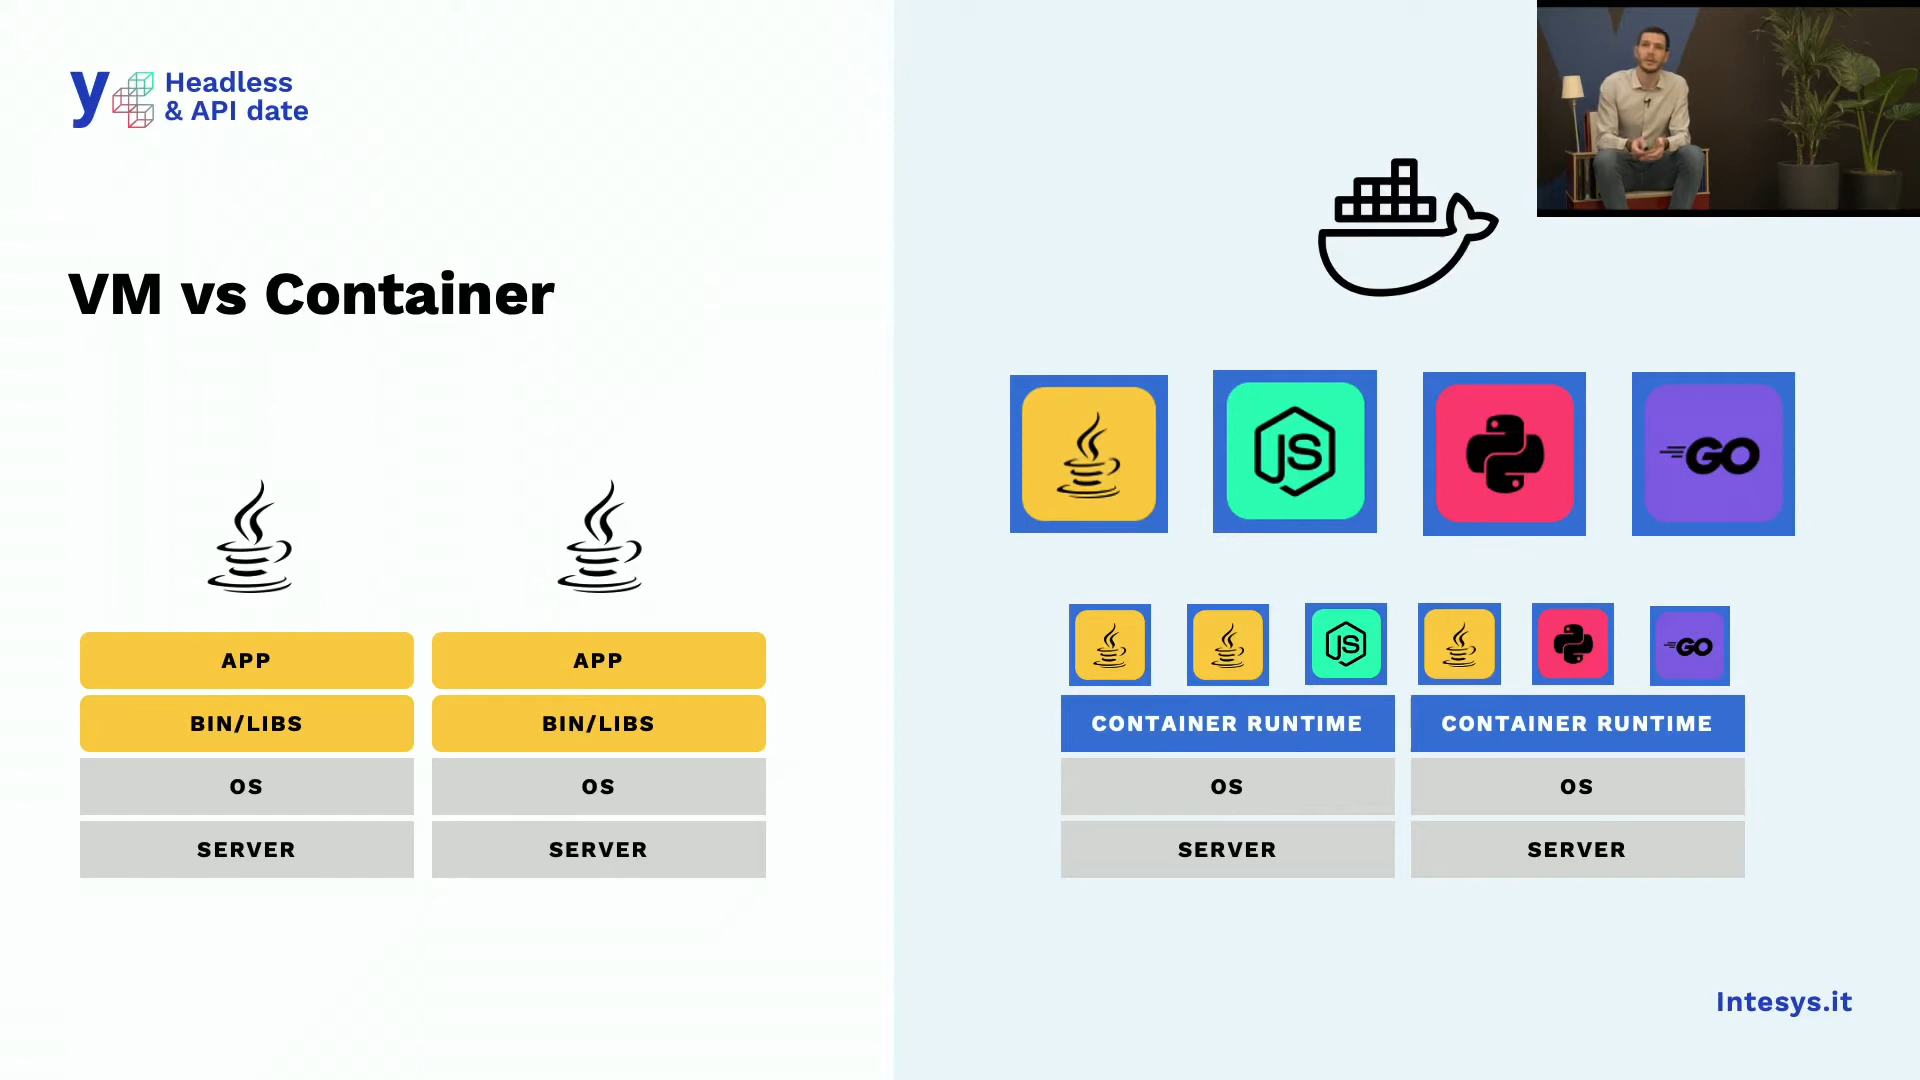 y
Headless
& API date
VM vs Container
APP
APP
BIN/LIBS
BIN/LIBS
OS
OS
SERVER
SERVER
JS
GO
JS
GO
CONTAINER RUNTIME
CONTAINER RUNTIME
OS
OS
SERVER
SERVER
Intesys.it